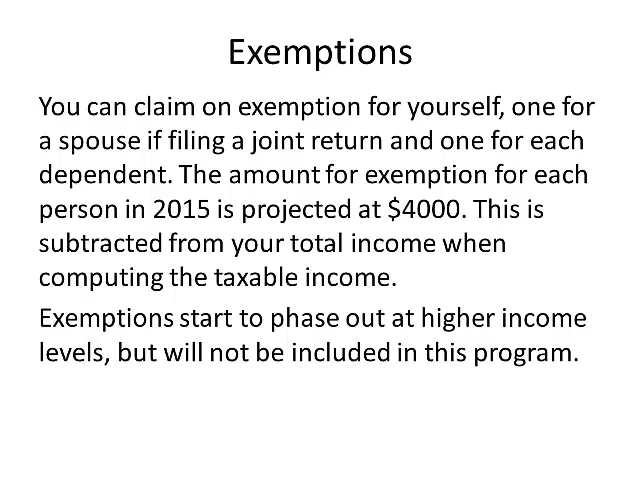 Exemptions
You can claim on exemption for yourself, one for
a spouse if filing a joint return and one for each
dependent. The amount for exemption for each
person in 2015 is projected at $4000. This is
subtracted from your total income when
computing the taxable income.
Exemptions start to phase out at higher income
levels, but will not be included in this program.